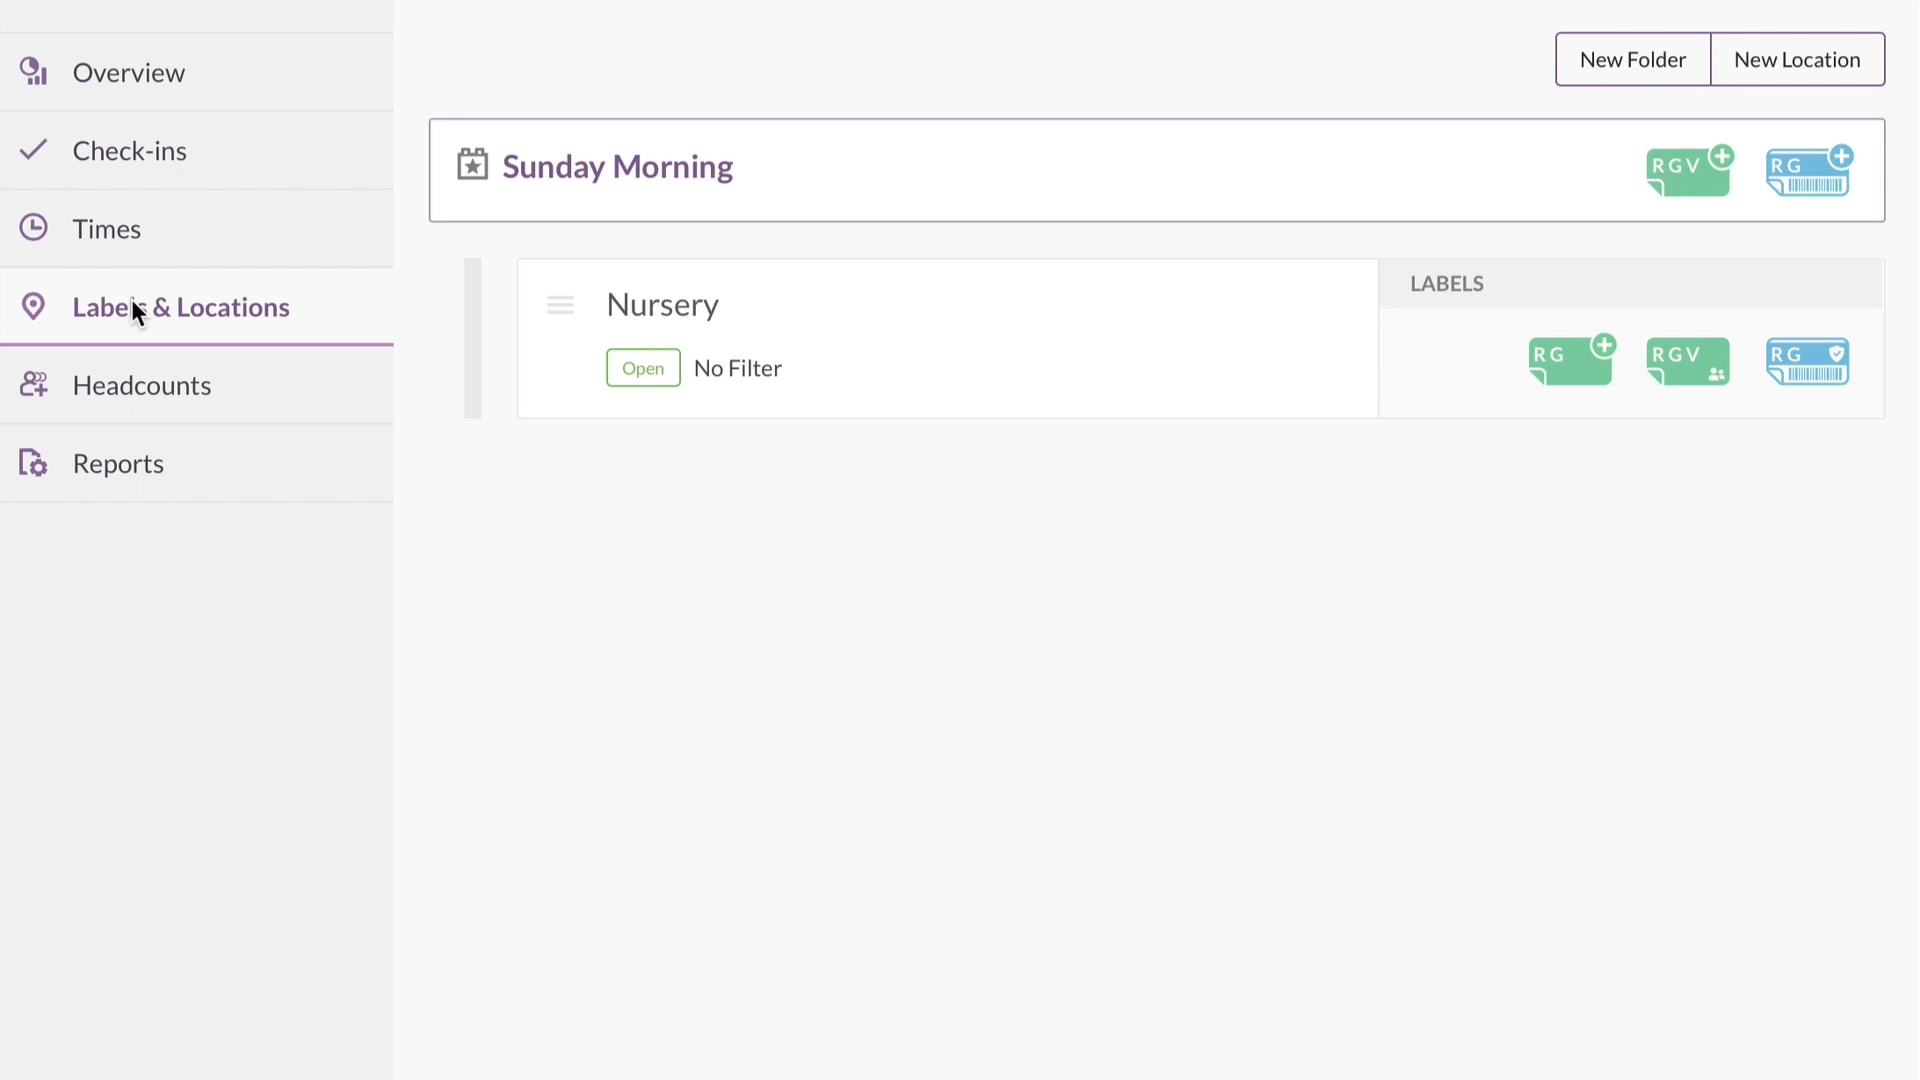 Overview
Check-ins
Times
Labels & Locations
Headcounts
Reports
New Folder
New Location
Sunday Morning
RGV
RG
Nursery
Open
No Filter
LABELS
RG
RGV
RG